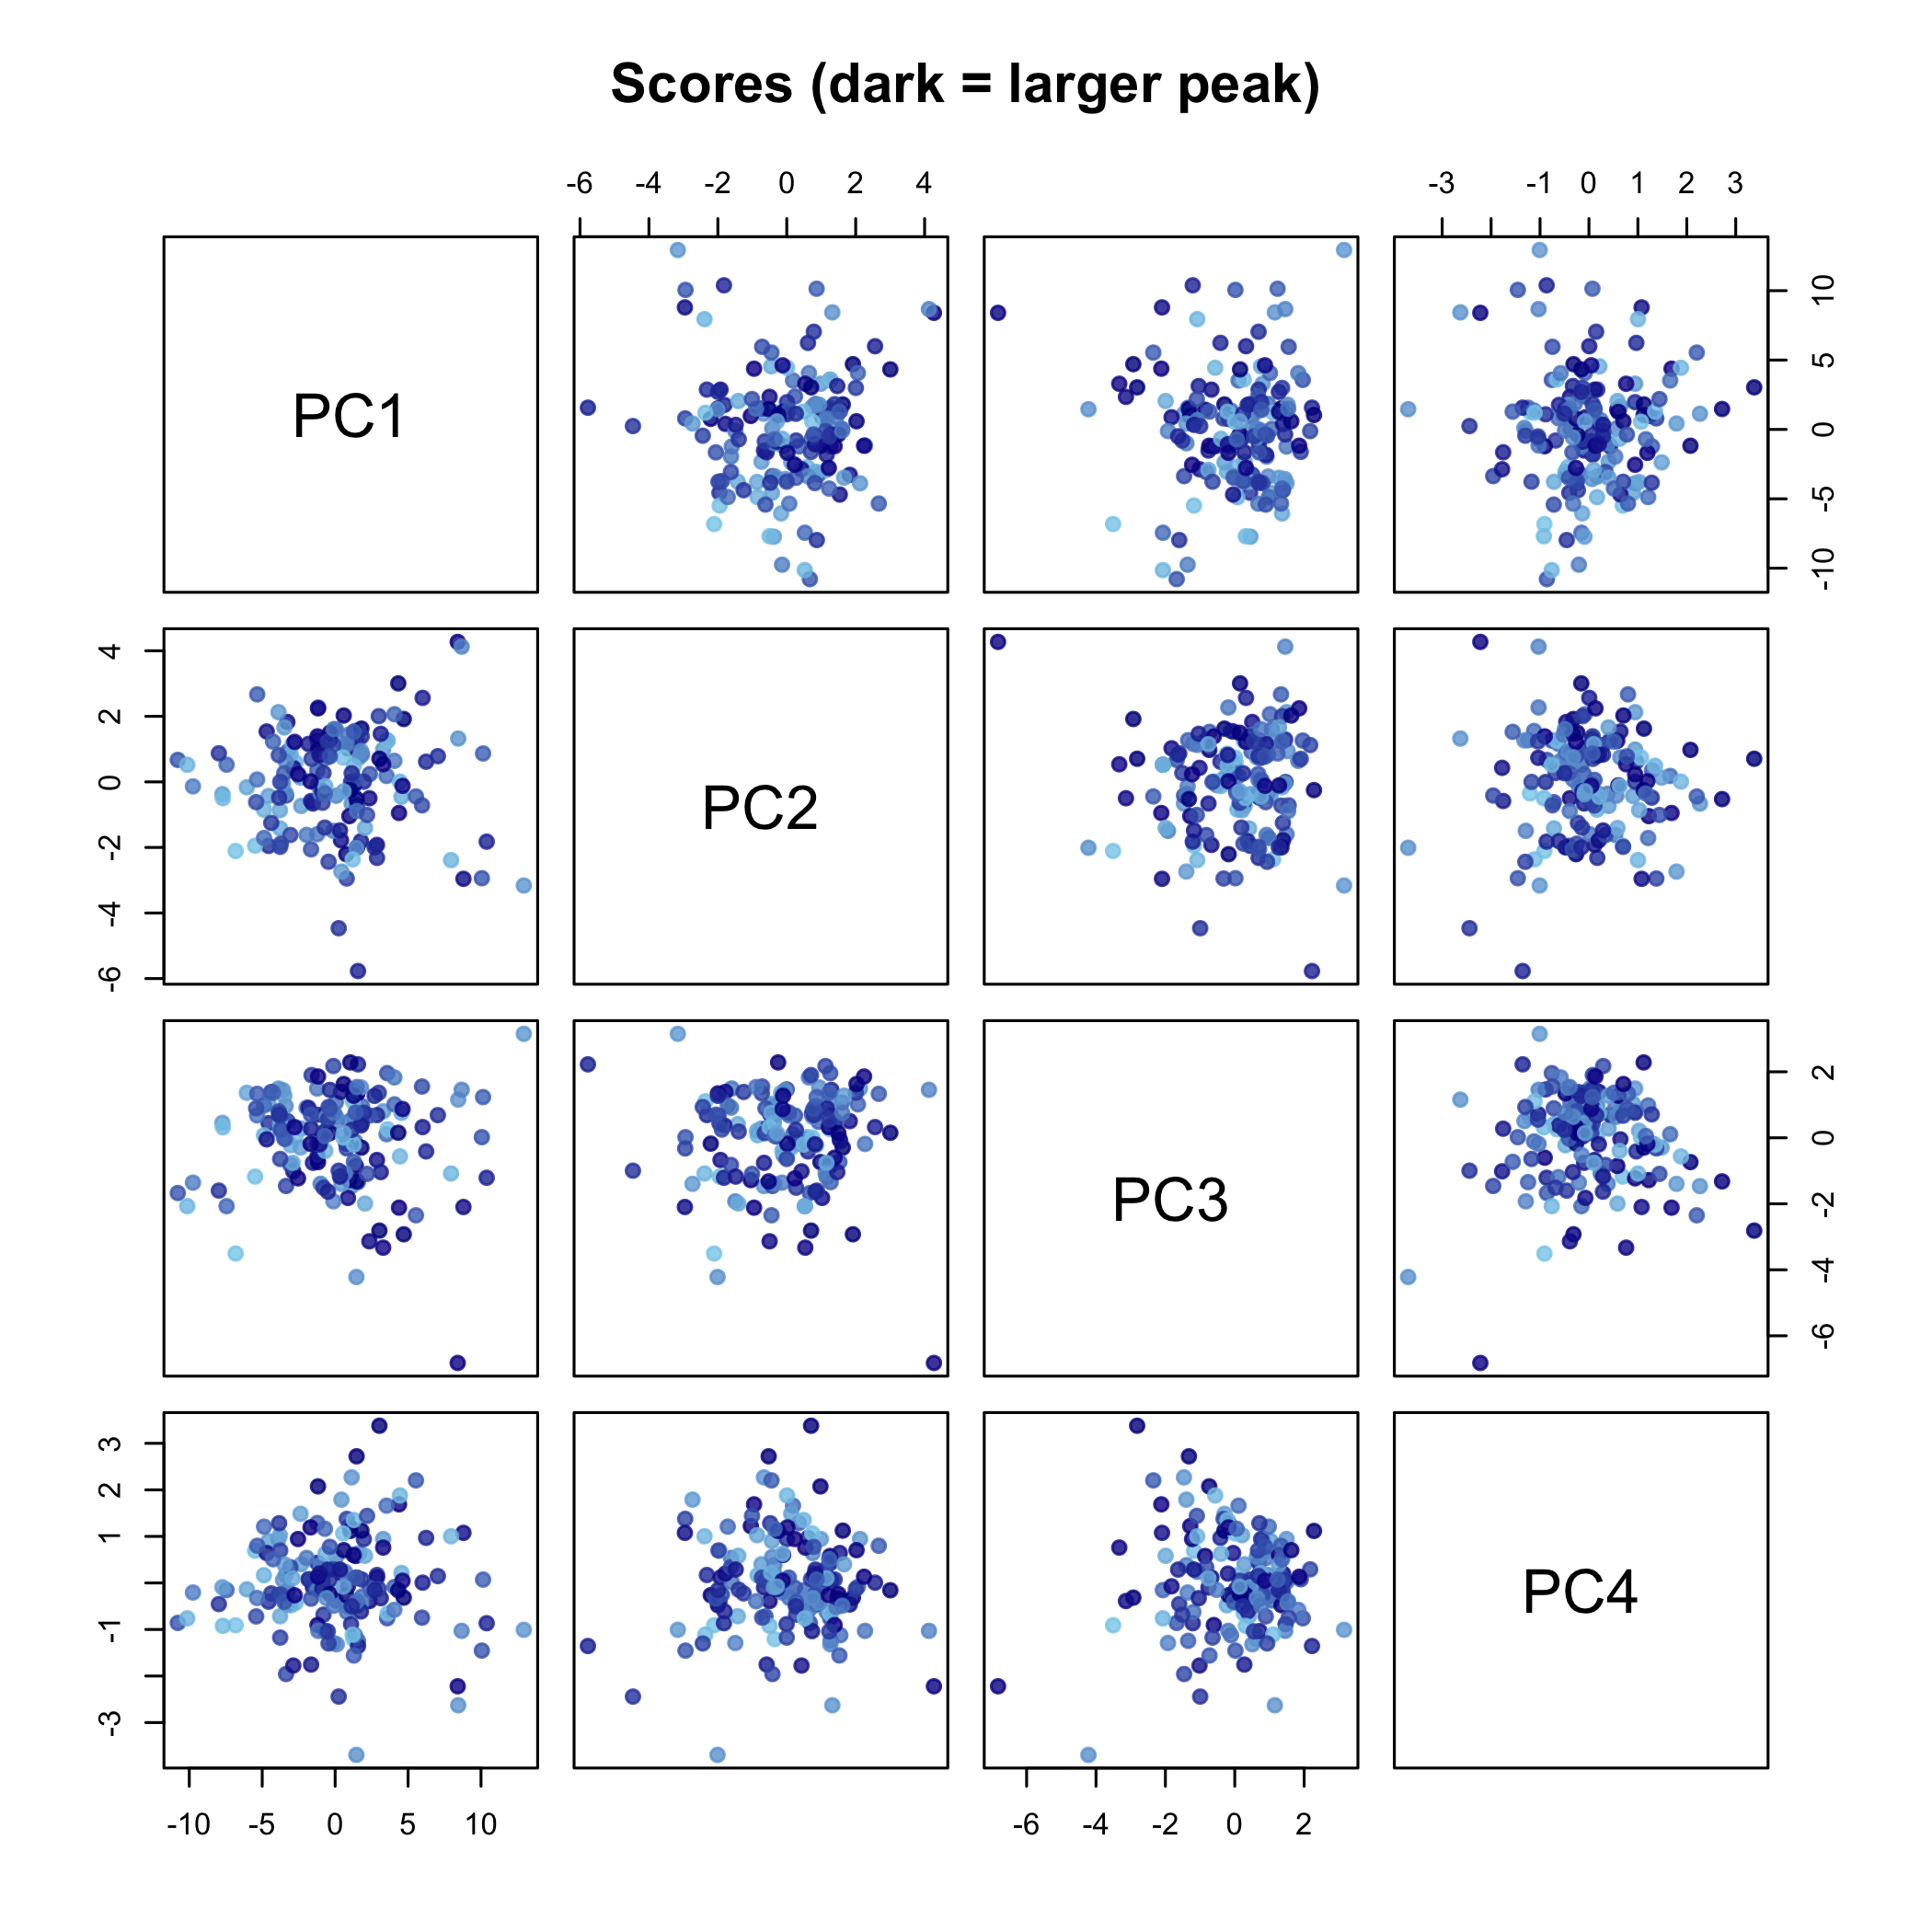 Scores (dark = larger peak)
-6 -4 -2 0 2 4
-3 -1 0 1 2 3
PC1
-10 -5 0 5 10
-6 -4 -2 0 2 4
PC2
PC3
-6 -4 -2 0 2
-3 -1 1 2 3
PC4
-10 -5 0 5 10
-6 -4 -2 0 2